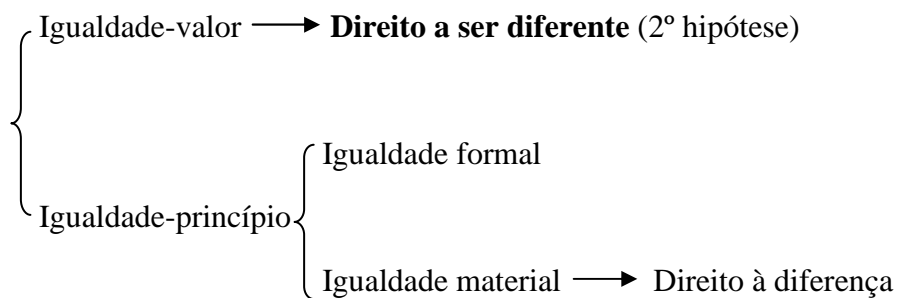 Igualdade-valor Direito a ser diferente (2º hipótese)
Igualdade formal
Igualdade-princípio
Igualdade material Direito à diferença